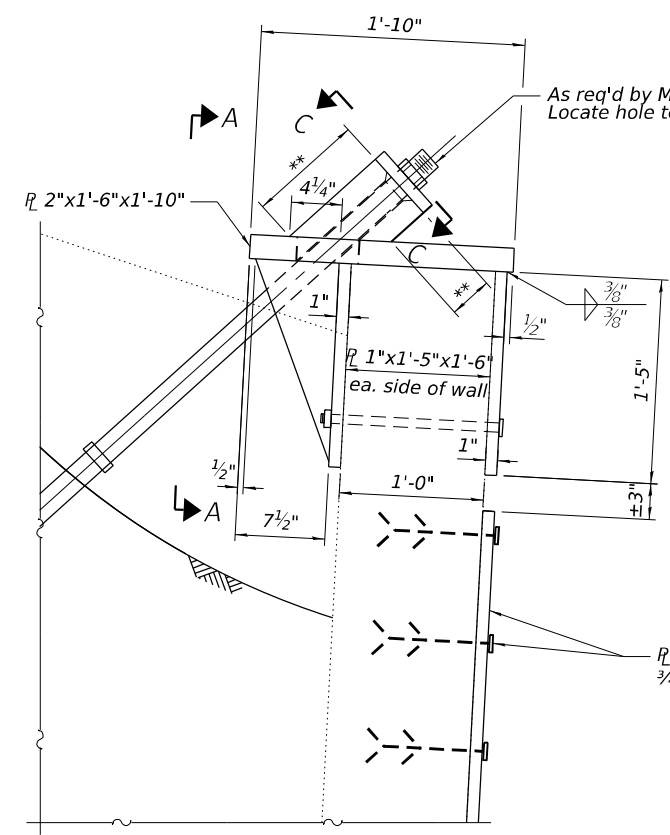 1'-10"
As req'd by M
Locate hole to
A
C
**
4¼"
℄ 2"x1'-6"x1'-10"
C
**
1"
½"
3/8"
3/8"
PL 1"x1'-5"x1'-6"
ea. side of wall
1'-5"
1"
½"
1'-0"
±3"
A
7½"
PL
¾